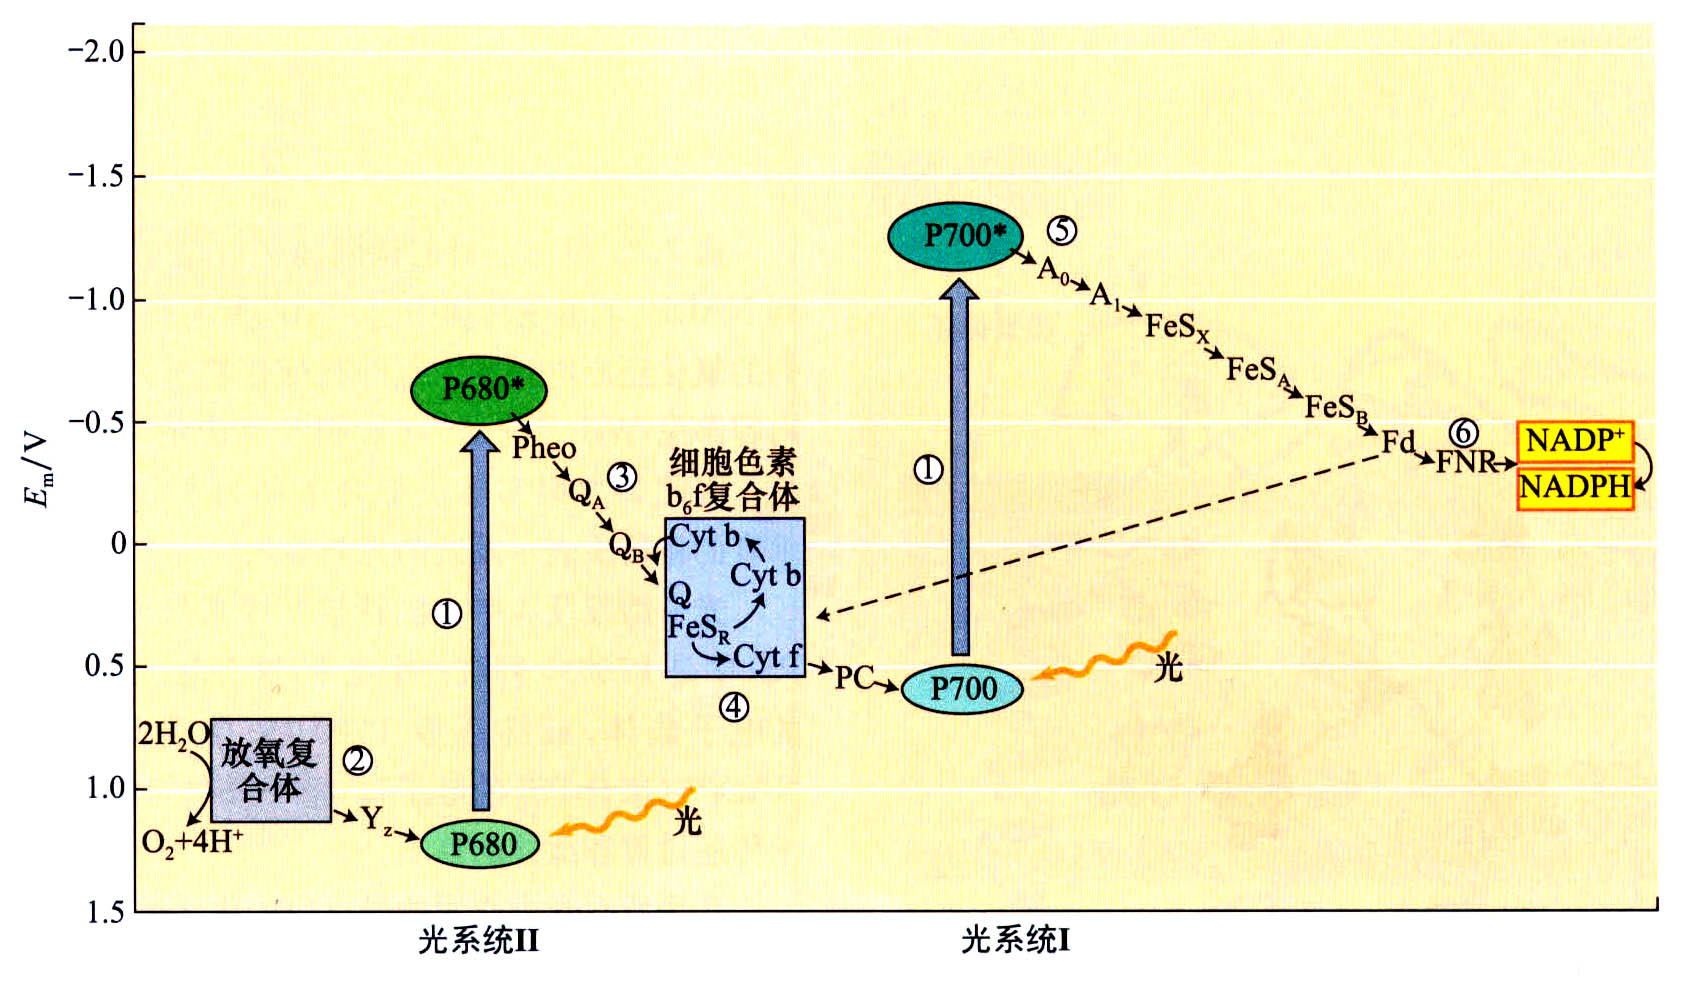 −2.0
−1.5
−1.0
−0.5
0
0.5
1.0
1.5
Em/V
2H2O
O2+4H+
放氧复
合体
②
Yz
P680
光
①
P680*
Pheo
QA
③
QB
细胞色素
b6f复合体
Cyt b
Cyt b
Q
FeSR
Cyt f
④
PC
P700
光
①
P700*
⑤
A0
A1
FeSX
FeSA
FeSB
Fd
⑥
FNR
NADP+
NADPH
光系统II
光系统I